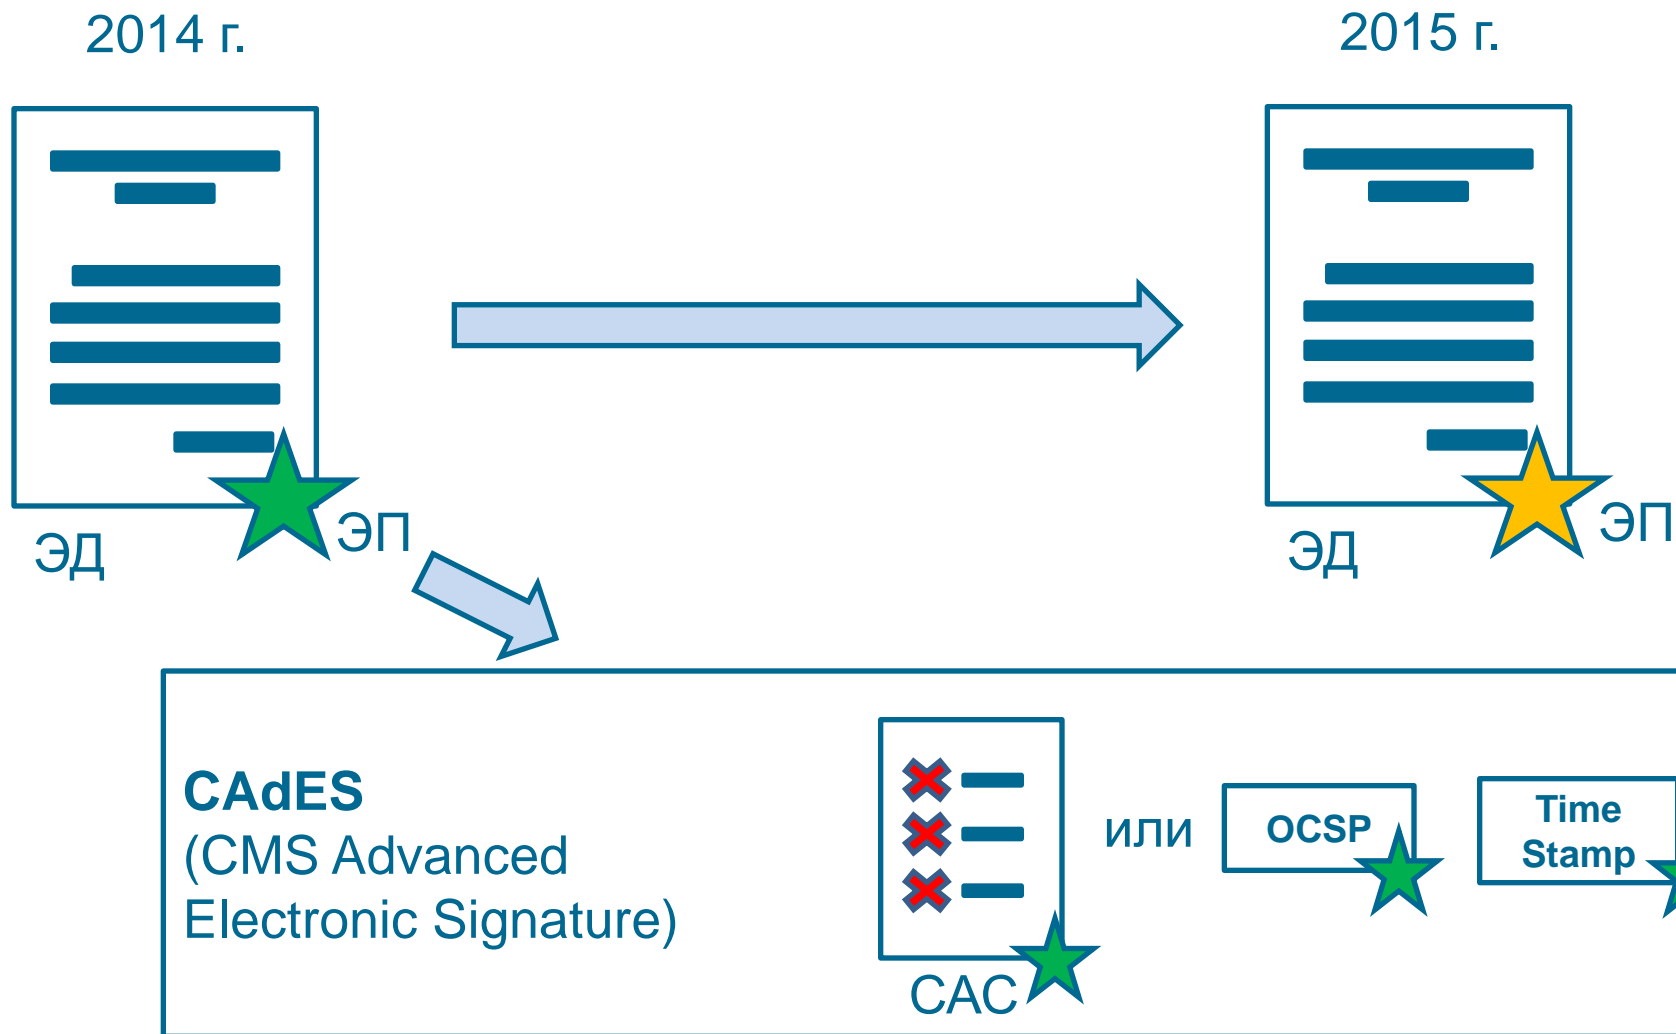 2014 г.
2015 г.
ЭД
ЭП
ЭД
ЭП
CAdES
(CMS Advanced
Electronic Signature)
САС
или
OCSP
Time
Stamp